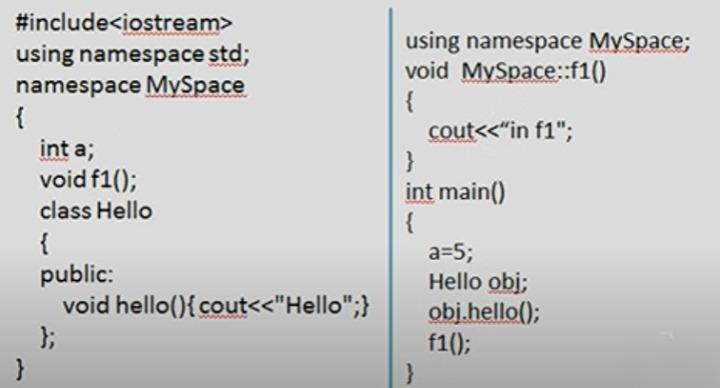 #include<iostream>
using namespace std;
namespace MySpace
{
int a;
void f1();
class Hello
{
public:
void hello(){ cout<<"Hello";}
};
}
using namespace MySpace;
void MySpace::f1()
{
cout<<“in f1";
}
int main()
{
a=5;
Hello obj;
obj.hello();
f1();
}